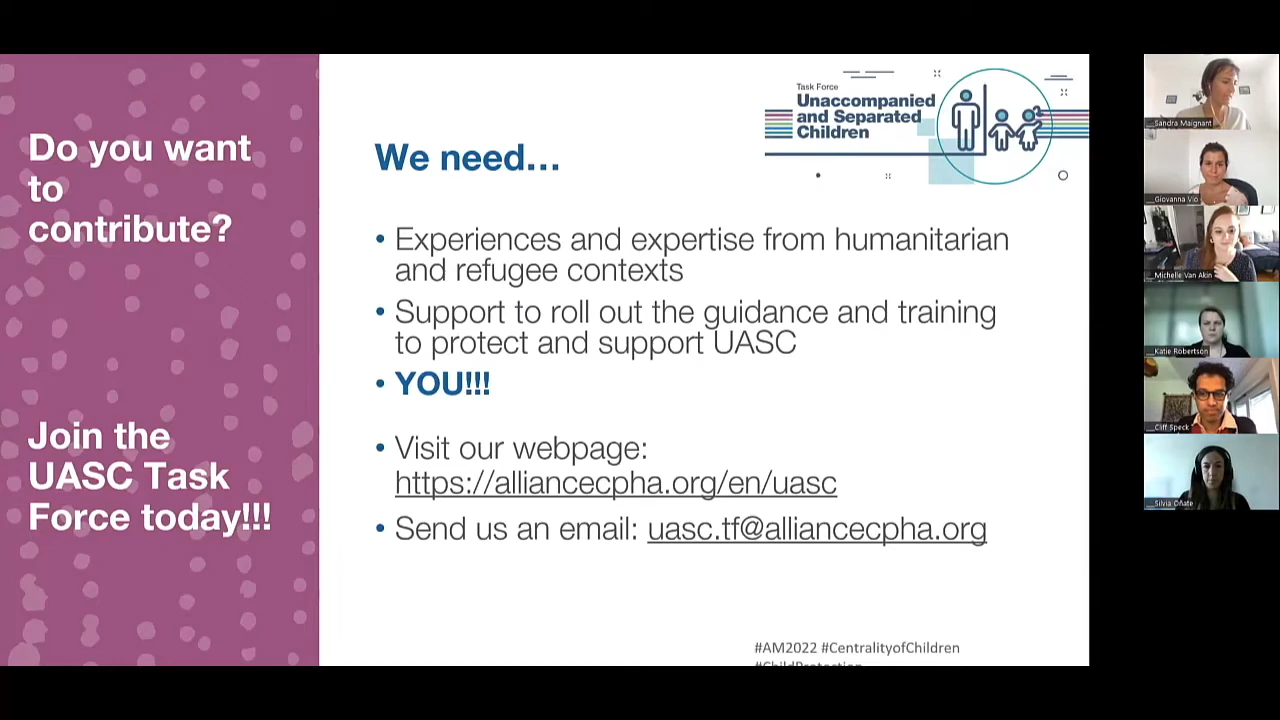 Do you want
to
contribute?
Join the
UASC Task
Force today!!!
Task Force
Unaccompanied
and Separated
Children
We need...
• Experiences and expertise from humanitarian
and refugee contexts
• Support to roll out the guidance and training
to protect and support UASC
• YOU!!!
• Visit our webpage:
https://alliancecpha.org/en/uasc
• Send us an email: uasc.tf@alliancecpha.org
#AM2022 #CentralityofChildren
#ChildProtection
Sandra Maignant
Giovanna Vio
Michelle Van Akin
Katie Robertson
Cliff Speck
Silvia Oñate